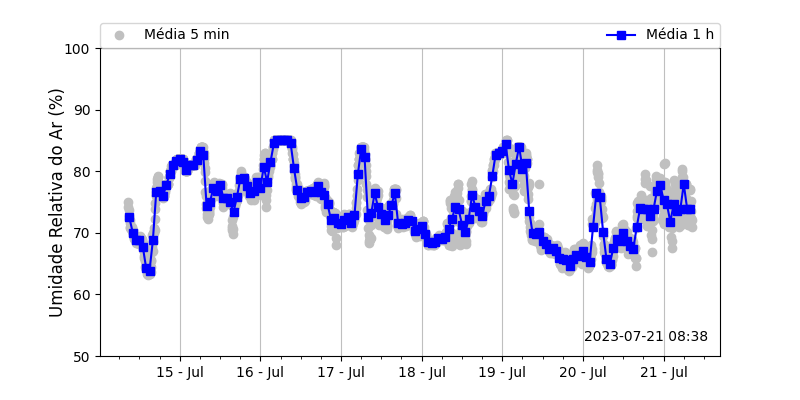 Média 5 min Média 1 h
Umidade Relativa do Ar (%)
100
90
80
70
60
50
2023-07-21 08:38
15 - Jul 16 - Jul 17 - Jul 18 - Jul 19 - Jul 20 - Jul 21 - Jul